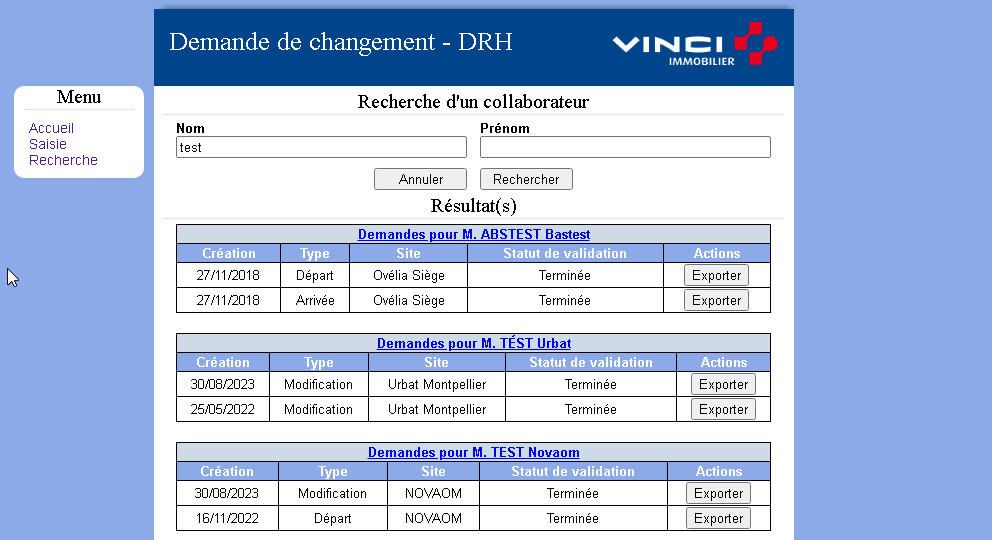 Demande de changement - DRH
VINCI
IMMOBILIER
Menu
Accueil
Saisie
Recherche
Recherche d'un collaborateur
Nom Prénom
test
Annuler Rechercher
Résultat(s)
Demandes pour M. ABSTEST Bastest
Création Type Site Statut de validation Actions
27/11/2018 Départ Ovélia Siège Terminée Exporter
27/11/2018 Arrivée Ovélia Siège Terminée Exporter
Demandes pour M. TÉST Urbat
Création Type Site Statut de validation Actions
30/08/2023 Modification Urbat Montpellier Terminée Exporter
25/05/2022 Modification Urbat Montpellier Terminée Exporter
Demandes pour M. TEST Novaom
Création Type Site Statut de validation Actions
30/08/2023 Modification NOVAOM Terminée Exporter
16/11/2022 Départ NOVAOM Terminée Exporter